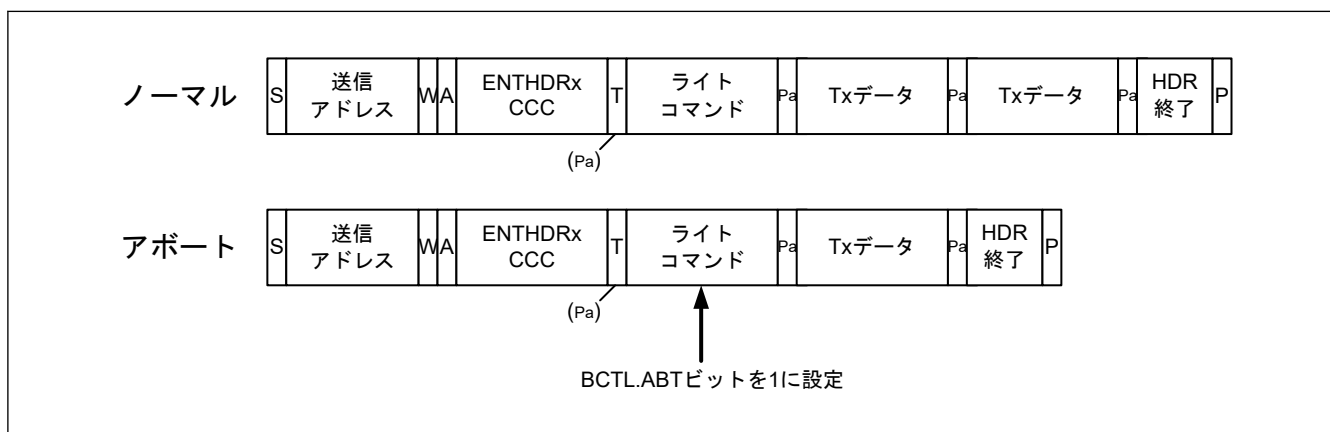 ノーマル S 送信 アドレス W A ENTHDRx CCC T ライト コマンド Pa Txデータ Pa Txデータ Pa HDR 終了 P
(Pa)
アボート S 送信 アドレス W A ENTHDRx CCC T ライト コマンド Pa Txデータ Pa HDR 終了 P
(Pa)
BCTL.ABTビットを1に設定